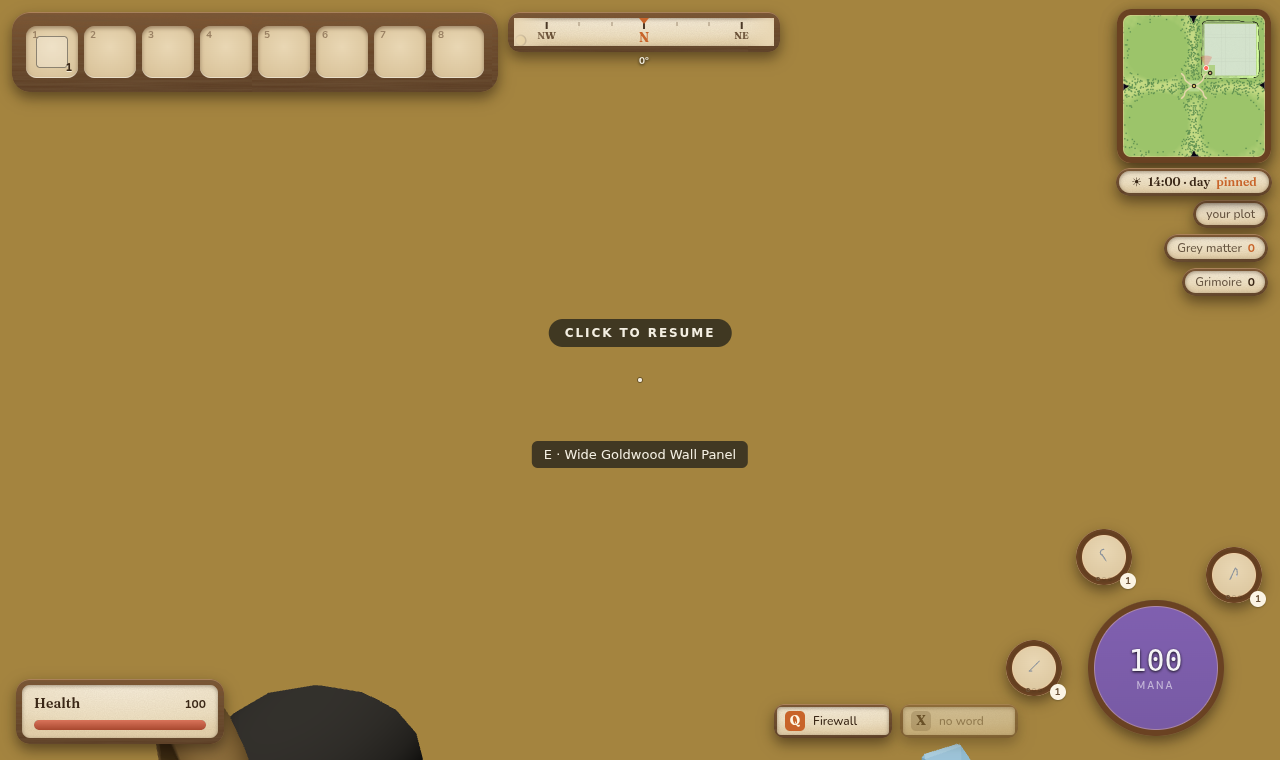 1
1
2
3
4
5
6
7
8
NW
N
NE
0°
14:00 · day pinned
your plot
Grey matter 0
Grimoire 0
CLICK TO RESUME
E · Wide Goldwood Wall Panel
1
1
1
100
MANA
Health 100
Q Firewall
X no word